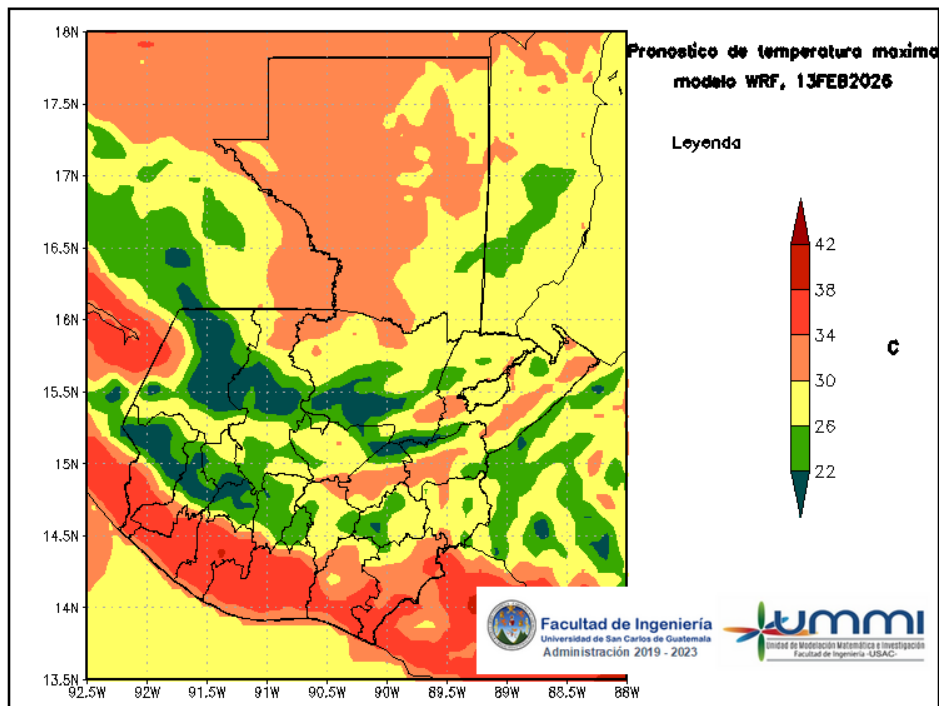 Pronostico de temperatura maxima
modelo WRF, 13FEB2026
Leyenda
18N
17.5N
17N
16.5N
16N
15.5N
15N
14.5N
14N
13.5N
92.5W
92W
91.5W
91W
90.5W
90W
89.5W
89W
88.5W
88W
42
38
34
30
26
22
C
Facultad de Ingeniería
Universidad de San Carlos de Guatemala
Administración 2019 - 2023
UMMI
Unidad de Modelación Matemática e Investigación
Facultad de Ingeniería -USAC-